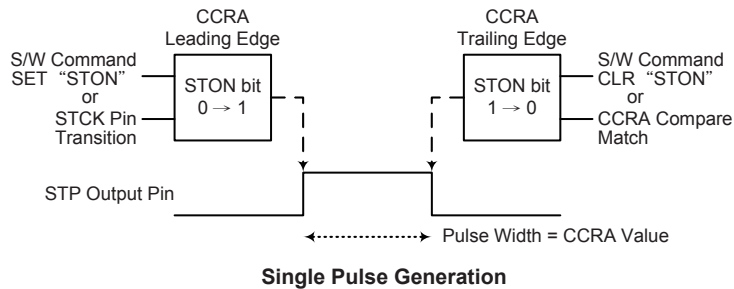 CCRA
Leading Edge
S/W Command
SET “STON”
or
STCK Pin
Transition
STON bit
0 → 1
CCRA
Trailing Edge
STON bit
1 → 0
S/W Command
CLR “STON”
or
CCRA Compare
Match
STP Output Pin
Pulse Width = CCRA Value
Single Pulse Generation